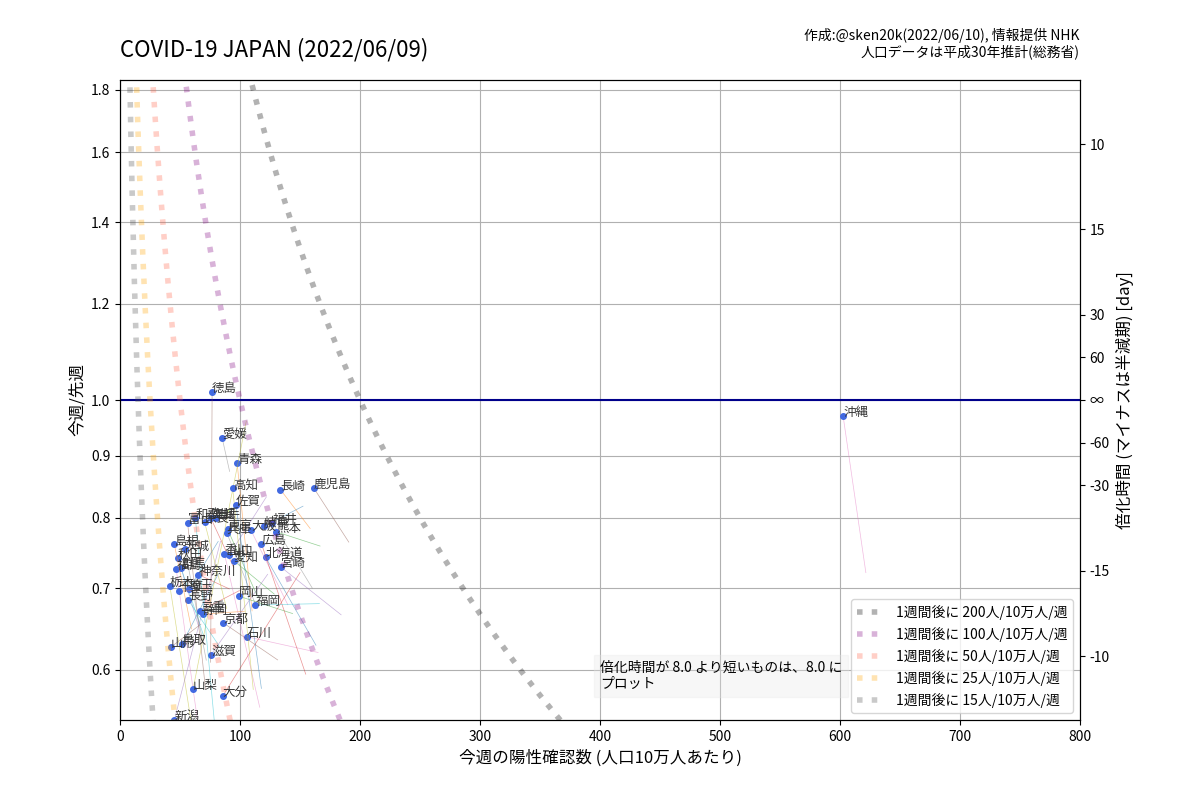 COVID-19 JAPAN (2022/06/09)
作成:@sken20k(2022/06/10), 情報提供 NHK
人口データは平成30年推計(総務省)
1.8
1.6
1.4
1.2
1.0
0.9
0.8
0.7
0.6
今週/先週
10
15
30
60
∞
-60
-30
-15
-10
倍化時間 (マイナスは半減期) [day]
徳島
沖縄
愛媛
青森
高知
長崎
鹿児島
佐賀
福井
熊本
大阪
広島
島根
北海道
宮崎
愛知
神奈川
岡山
福岡
長野
京都
石川
鳥取
山形
滋賀
山梨
大分
新潟
倍化時間が 8.0 より短いものは、8.0 に
プロット
1週間後に 200人/10万人/週
1週間後に 100人/10万人/週
1週間後に 50人/10万人/週
1週間後に 25人/10万人/週
1週間後に 15人/10万人/週
0
100
200
300
400
500
600
700
800
今週の陽性確認数 (人口10万人あたり)